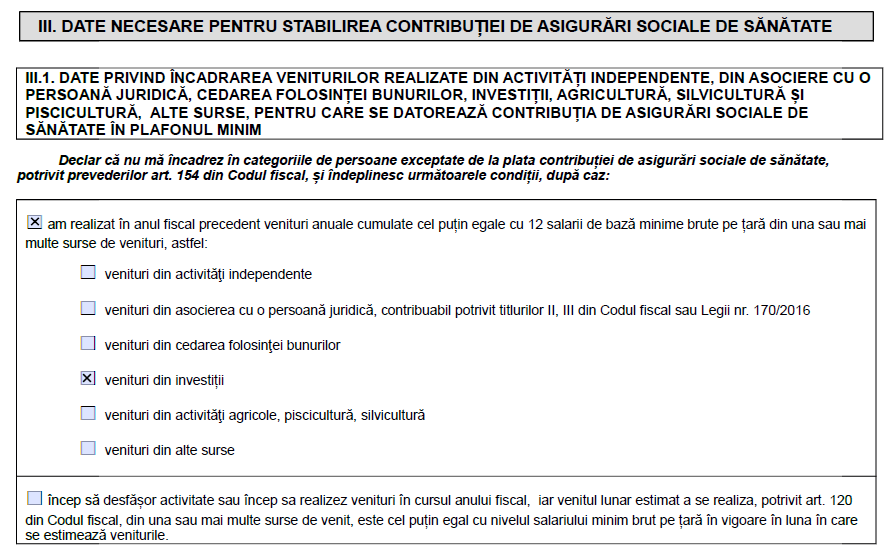 III. DATE NECESARE PENTRU STABILIREA CONTRIBUȚIEI DE ASIGURĂRI SOCIALE DE SĂNĂTATE
III.1. DATE PRIVIND ÎNCADRAREA VENITURILOR REALIZATE DIN ACTIVITĂȚI INDEPENDENTE, DIN ASOCIERE CU O
PERSOANĂ JURIDICĂ, CEDAREA FOLOSINȚEI BUNURILOR, INVESTIȚII, AGRICULTURĂ, SILVICULTURĂ ȘI
PISCICULTURĂ, ALTE SURSE, PENTRU CARE SE DATOREAZĂ CONTRIBUȚIA DE ASIGURĂRI SOCIALE DE
SĂNĂTATE ÎN PLAFONUL MINIM
Declar că nu mă încadrez în categoriile de persoane exceptate de la plata contribuției de asigurări sociale de sănătate,
potrivit prevederilor art. 154 din Codul fiscal, și îndeplinesc următoarele condiții, după caz:
am realizat în anul fiscal precedent venituri anuale cumulate cel puțin egale cu 12 salarii de bază minime brute pe țară din una sau mai
multe surse de venituri, astfel:
venituri din activităţi independente
venituri din asocierea cu o persoană juridică, contribuabil potrivit titlurilor II, III din Codul fiscal sau Legii nr. 170/2016
venituri din cedarea folosinţei bunurilor
venituri din investiții
venituri din activităţi agricole, piscicultură, silvicultură
venituri din alte surse
încep să desfășor activitate sau încep sa realizez venituri în cursul anului fiscal, iar venitul lunar estimat a se realiza, potrivit art. 120
din Codul fiscal, din una sau mai multe surse de venit, este cel puțin egal cu nivelul salariului minim brut pe țară în vigoare în luna în care
se estimează veniturile.